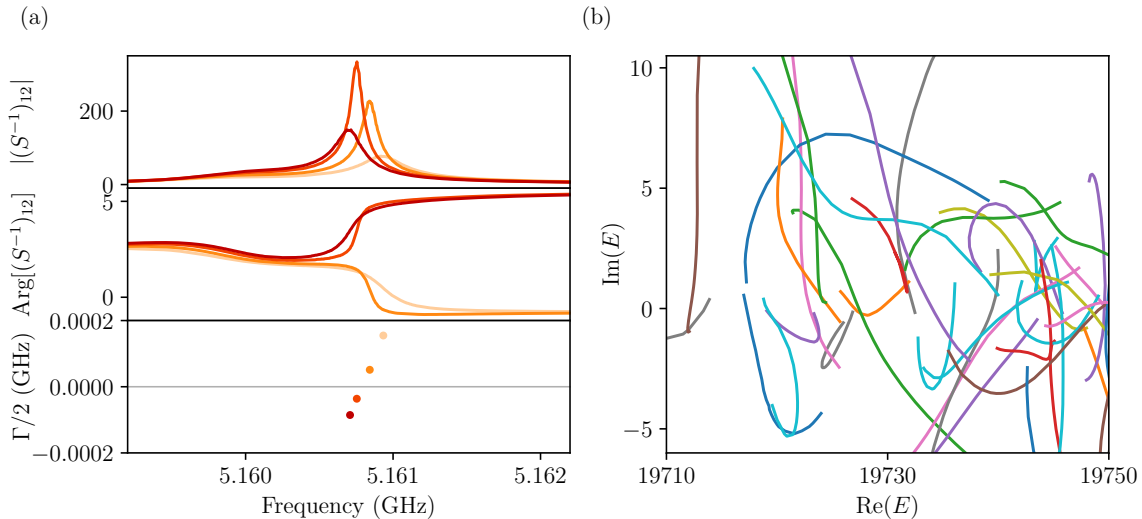 (a)
|(S⁻¹)₁₂|
200
0
Arg[(S⁻¹)₁₂]
5
0
Γ/2 (GHz)
0.0002
0.0000
−0.0002
5.160
5.161
5.162
Frequency (GHz)
(b)
Im(E)
10
5
0
−5
19710
19730
19750
Re(E)